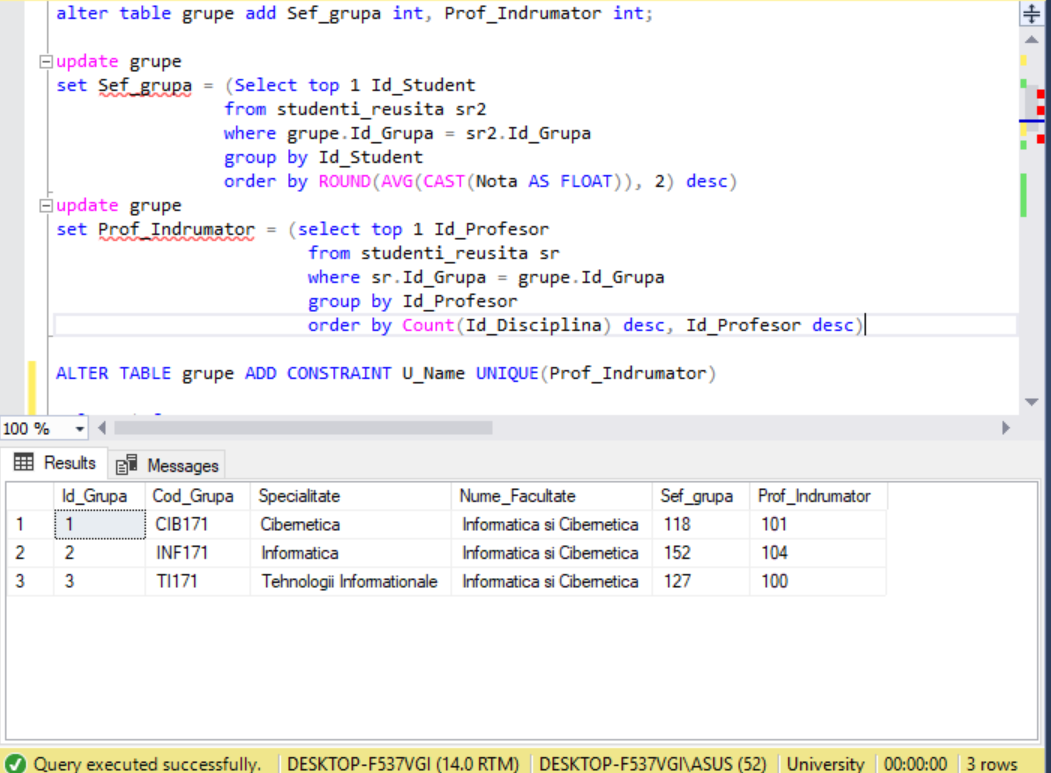 alter table grupe add Sef_grupa int, Prof_Indrumator int;
update grupe
set Sef_grupa = (Select top 1 Id_Student
from studenti_reusita sr2
where grupe.Id_Grupa = sr2.Id_Grupa
group by Id_Student
order by ROUND(AVG(CAST(Nota AS FLOAT)), 2) desc)
update grupe
set Prof_Indrumator = (select top 1 Id_Profesor
from studenti_reusita sr
where sr.Id_Grupa = grupe.Id_Grupa
group by Id_Profesor
order by Count(Id_Disciplina) desc, Id_Profesor desc)
ALTER TABLE grupe ADD CONSTRAINT U_Name UNIQUE(Prof_Indrumator)
100 %
Results Messages
Id_Grupa Cod_Grupa Specialitate Nume_Facultate Sef_grupa Prof_Indrumator
1 1 CIB171 Cibernetica Informatica si Cibernetica 118 101
2 2 INF171 Informatica Informatica si Cibernetica 152 104
3 3 TI171 Tehnologii Informationale Informatica si Cibernetica 127 100
Query executed successfully. DESKTOP-F537VGI (14.0 RTM) DESKTOP-F537VGI\ASUS (52) University 00:00:00 3 rows